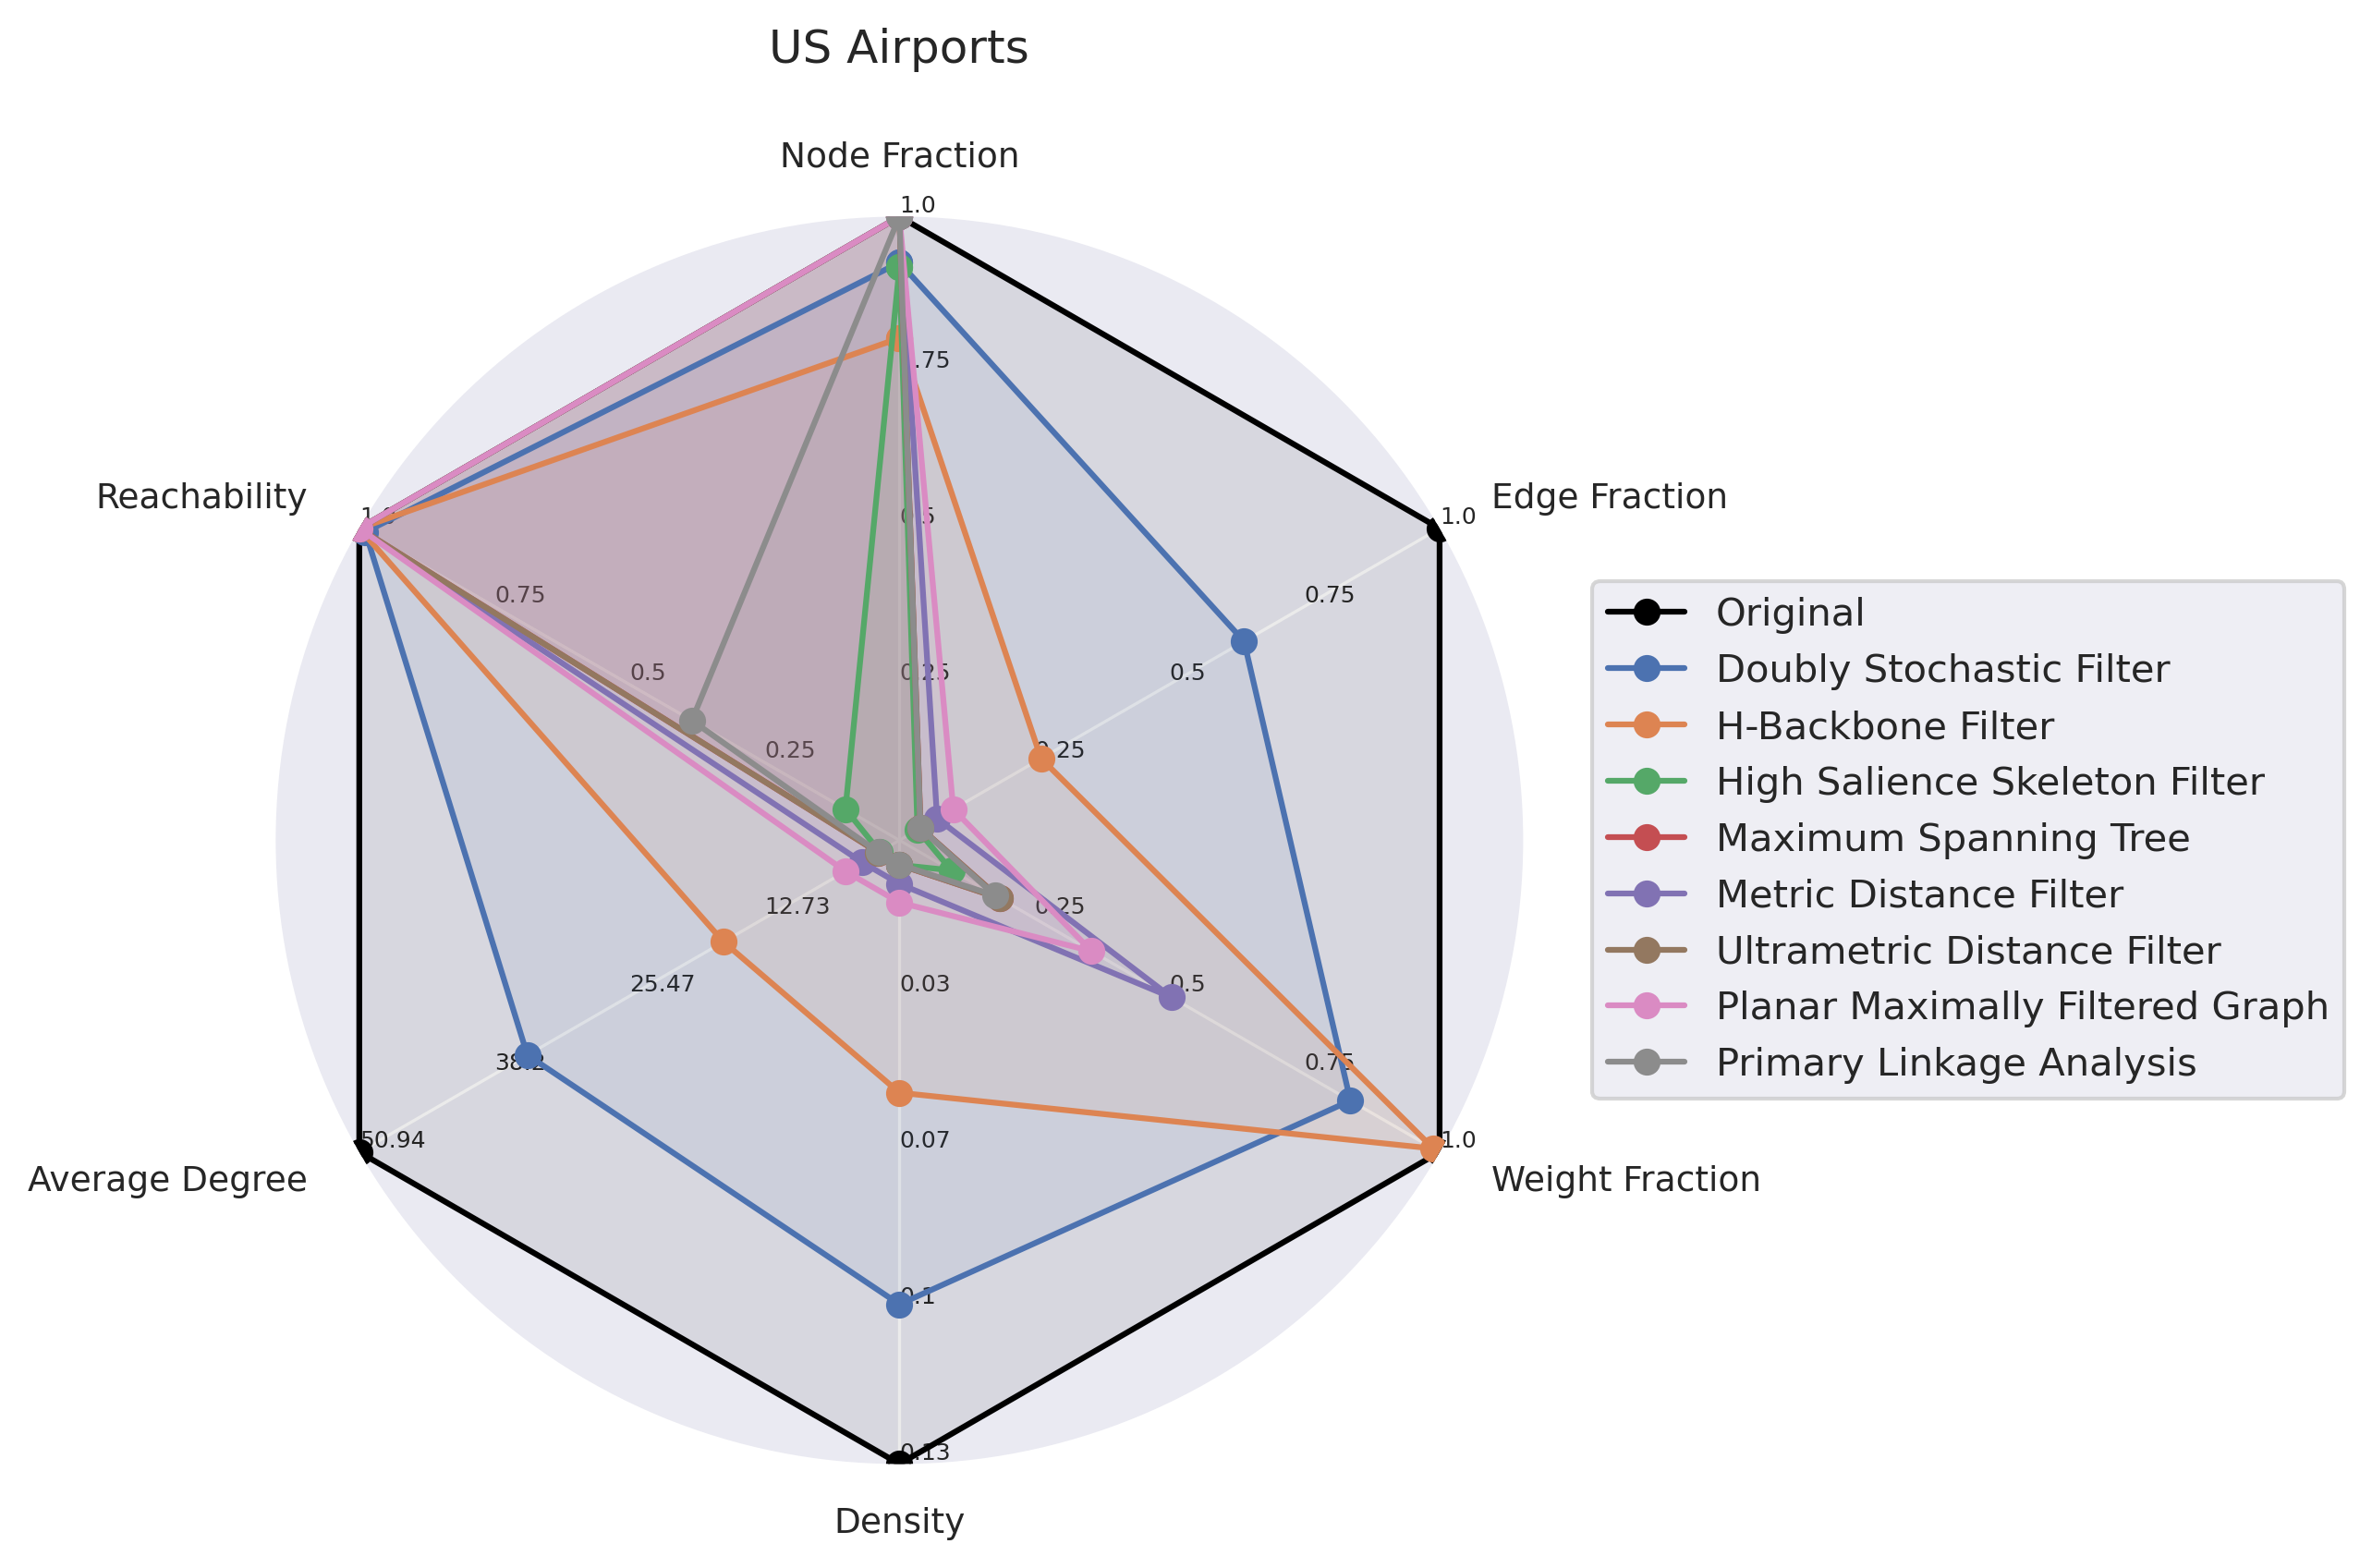 US Airports
Node Fraction
1.0
.75
0.5
0.25
Edge Fraction
1.0
0.75
0.5
0.25
Reachability
1.0
0.75
0.5
0.25
Average Degree
50.94
38.2
25.47
12.73
Density
0.03
0.07
0.1
0.13
Weight Fraction
0.25
0.5
0.75
1.0
Original
Doubly Stochastic Filter
H-Backbone Filter
High Salience Skeleton Filter
Maximum Spanning Tree
Metric Distance Filter
Ultrametric Distance Filter
Planar Maximally Filtered Graph
Primary Linkage Analysis